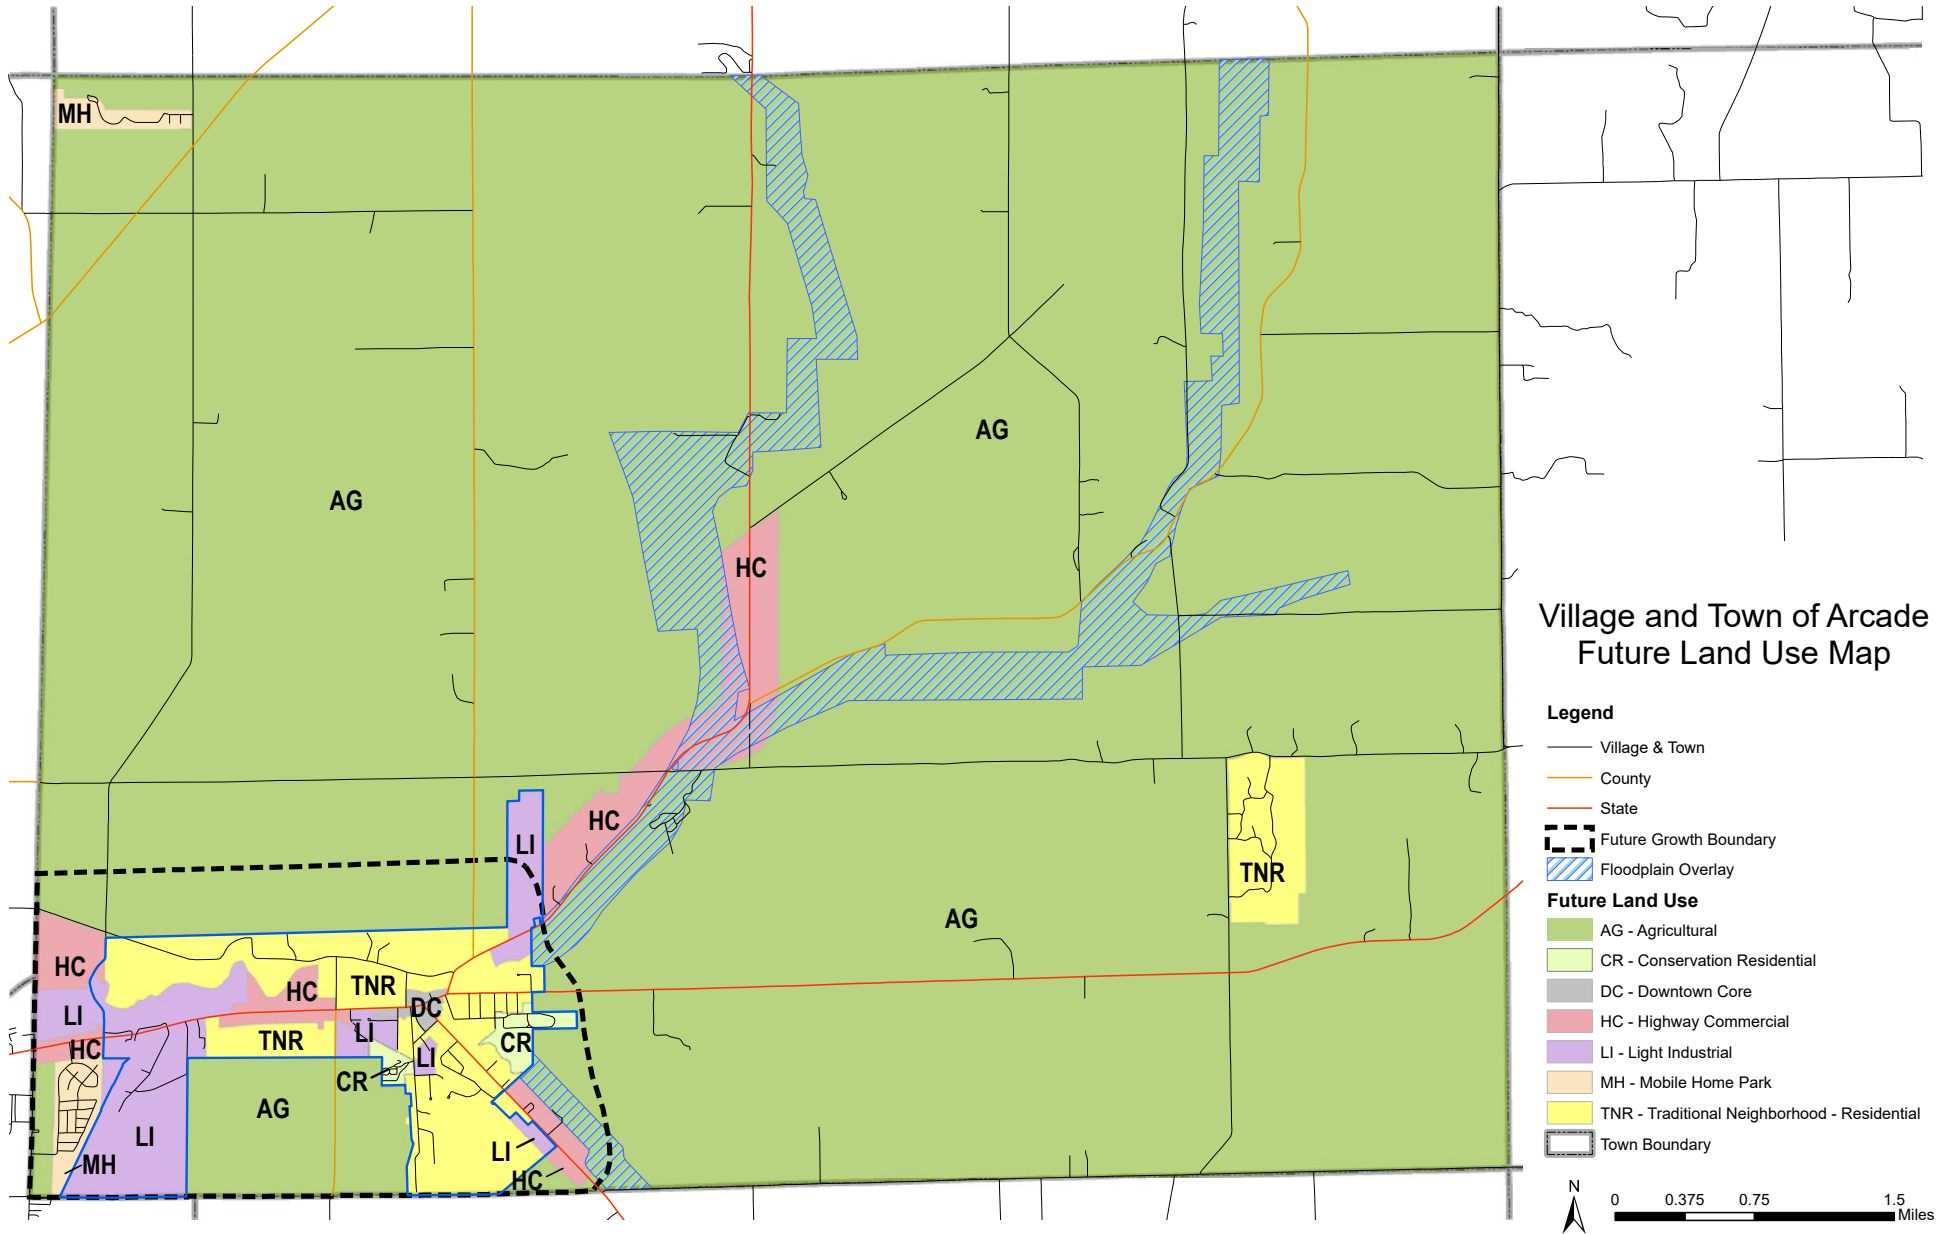 MH
AG
AG
HC
HC
LI
TNR
AG
HC
TNR
HC
DC
LI
LI
TNR
CR
HC
LI
CR
AG
LI
LI
MH
HC
Village and Town of Arcade
Future Land Use Map
Legend
Village & Town
County
State
Future Growth Boundary
Floodplain Overlay
Future Land Use
AG - Agricultural
CR - Conservation Residential
DC - Downtown Core
HC - Highway Commercial
LI - Light Industrial
MH - Mobile Home Park
TNR - Traditional Neighborhood - Residential
Town Boundary
N
0 0.375 0.75 1.5
Miles